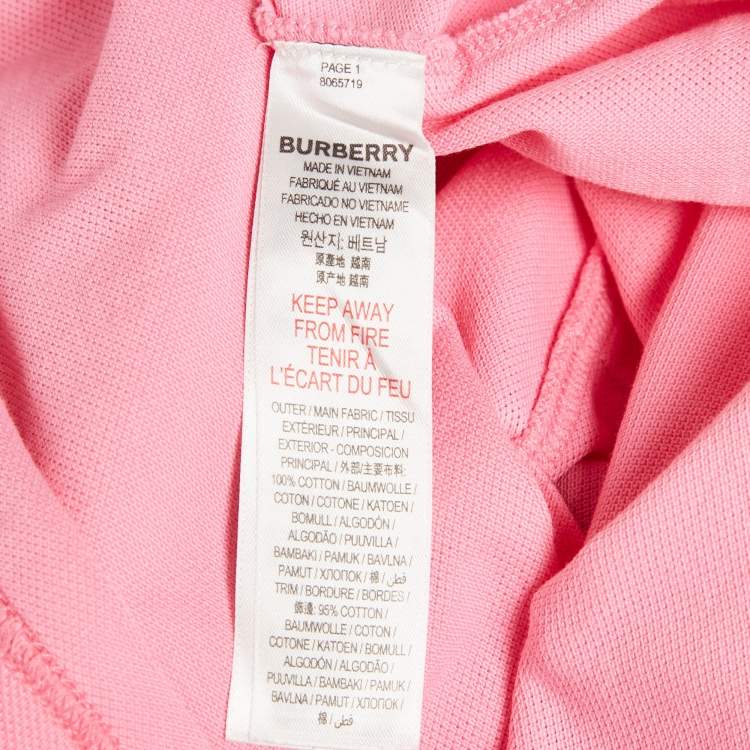 PAGE 1
8065719
BURBERRY
MADE IN VIETNAM
FABRIQUÉ AU VIETNAM
FABRICADO NO VIETNAME
HECHO EN VIETNAM
원산지: 베트남
原產地 越南
原产地 越南
KEEP AWAY
FROM FIRE
TENIR À
L'ÉCART DU FEU
OUTER / MAIN FABRIC / TISSU
EXTÉRIEUR / PRINCIPAL /
EXTERIOR - COMPOSICION
PRINCIPAL / 外部/主要布料:
100% COTTON / BAUMWOLLE /
COTON / COTONE / KATOEN /
BOMULL / ALGODÓN /
ALGODÃO / PUUVILLA /
BAMBAKI / PAMUK / BAVLNA /
PAMUT / ХЛОПОК / 棉 / قطن /
TRIM / BORDURE / BORDES /
飾邊: 95% COTTON /
BAUMWOLLE / COTON /
COTONE / KATOEN / BOMULL /
ALGODÓN / ALGODÃO /
PUUVILLA / BAMBAKI / PAMUK /
BAVLNA / PAMUT / ХЛОПОК /
棉 / قطن /